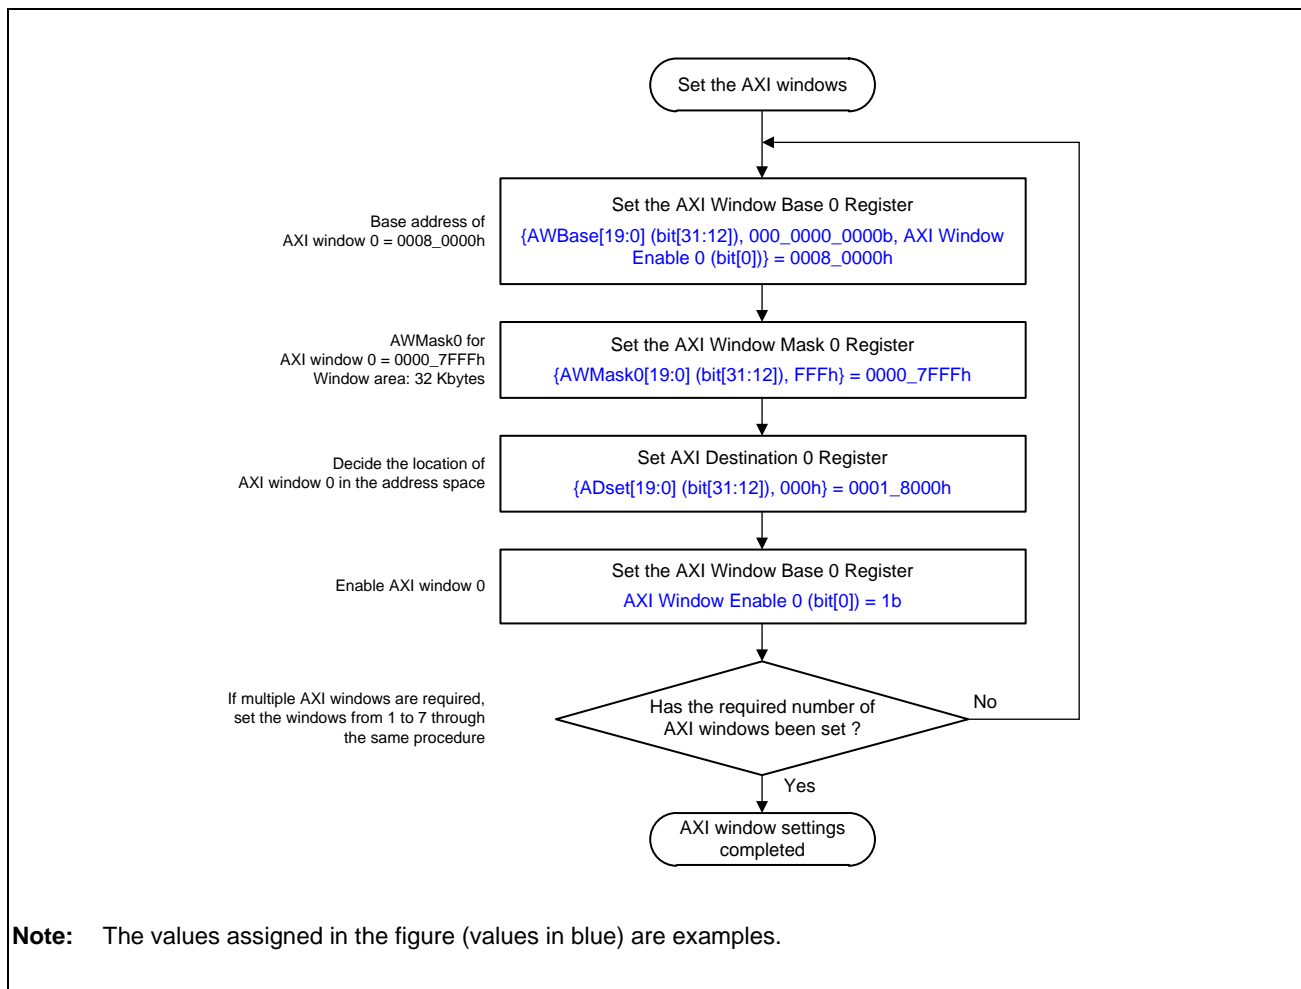 Set the AXI windows
Base address of
AXI window 0 = 0008_0000h
Set the AXI Window Base 0 Register
{AWBase[19:0] (bit[31:12]), 000_0000_0000b, AXI Window
Enable 0 (bit[0])} = 0008_0000h
AWMask0 for
AXI window 0 = 0000_7FFFh
Window area: 32 Kbytes
Set the AXI Window Mask 0 Register
{AWMask0[19:0] (bit[31:12]), FFFh} = 0000_7FFFh
Decide the location of
AXI window 0 in the address space
Set AXI Destination 0 Register
{ADset[19:0] (bit[31:12]), 000h} = 0001_8000h
Enable AXI window 0
Set the AXI Window Base 0 Register
AXI Window Enable 0 (bit[0]) = 1b
If multiple AXI windows are required,
set the windows from 1 to 7 through
the same procedure
Has the required number of
AXI windows been set ?
No
Yes
AXI window settings
completed
Note: The values assigned in the figure (values in blue) are examples.